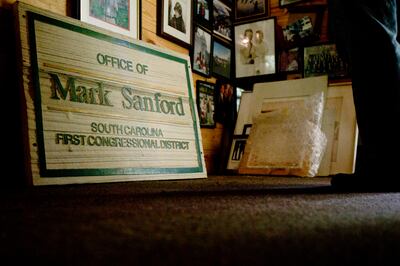 OFFICE OF
Mark Sanford
SOUTH CAROLINA
FIRST CONGRESSIONAL DISTRICT